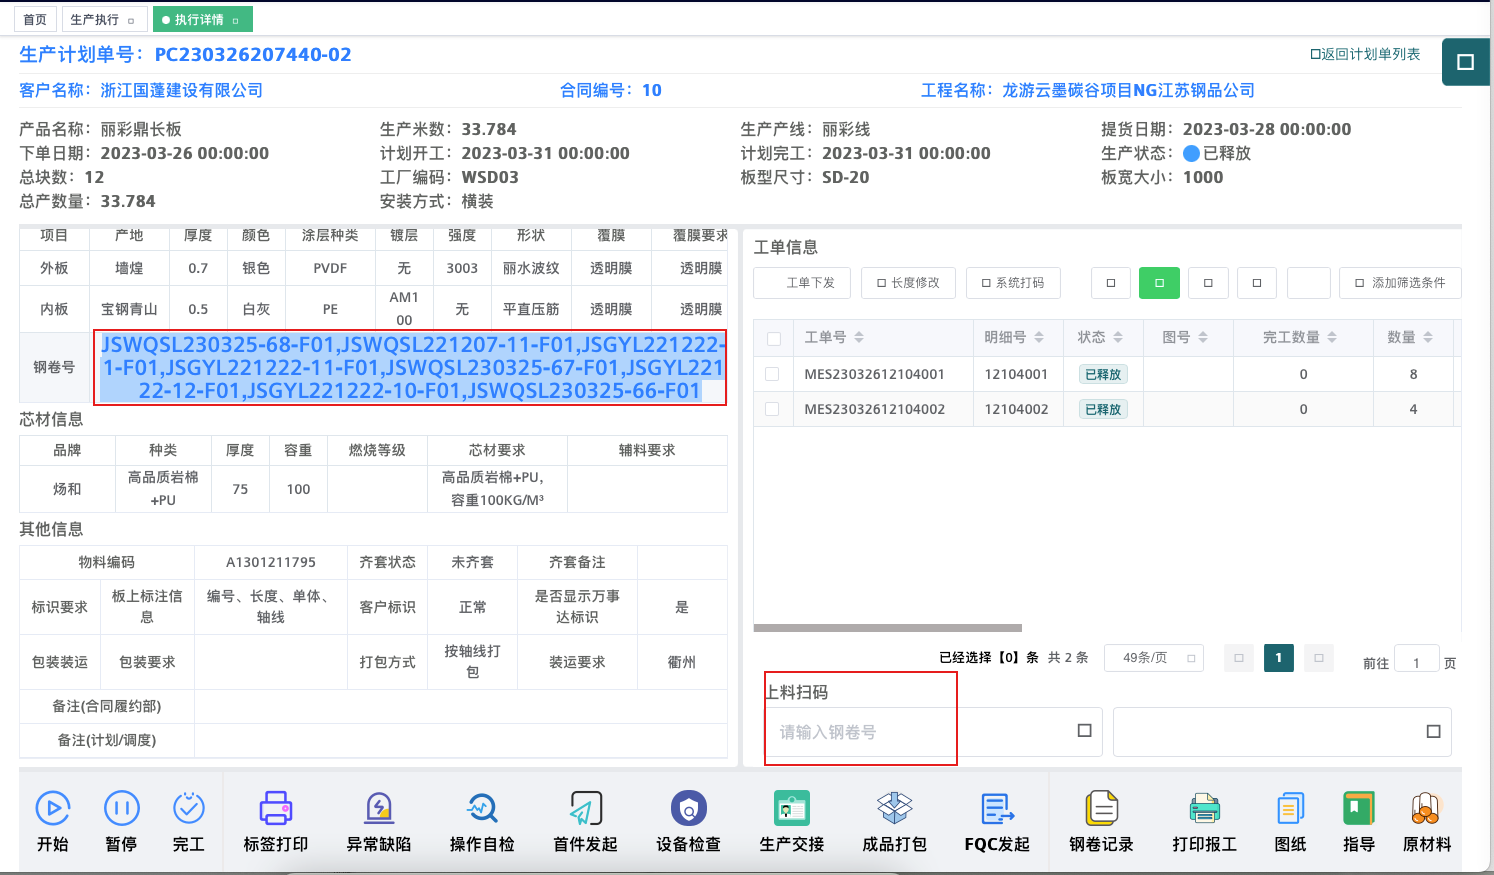 首页 生产执行 执行详情
生产计划单号： PC230326207440-02 返回计划单列表
客户名称： 浙江国蓬建设有限公司 合同编号： 10 工程名称： 龙游云墨碳谷项目NG江苏钢品公司
产品名称： 丽彩鼎长板 生产米数： 33.784 生产产线： 丽彩线 提货日期： 2023-03-28 00:00:00
下单日期： 2023-03-26 00:00:00 计划开工： 2023-03-31 00:00:00 计划完工： 2023-03-31 00:00:00 生产状态： 已释放
总块数： 12 工厂编码： WSD03 板型尺寸： SD-20 板宽大小： 1000
总产数量： 33.784 安装方式： 横装
项目 产地 厚度 颜色 涂层种类 镀层 强度 形状 覆膜 覆膜要求
外板 墙煌 0.7 银色 PVDF 无 3003 丽水波纹 透明膜 透明膜
内板 宝钢青山 0.5 白灰 PE AM100 无 平直压筋 透明膜 透明膜
钢卷号
JSWQSL230325-68-F01,JSWQSL221207-11-F01,JSGYL221222-
1-F01,JSGYL221222-11-F01,JSWQSL230325-67-F01,JSGYL221
22-12-F01,JSGYL221222-10-F01,JSWQSL230325-66-F01
芯材信息
品牌 种类 厚度 容重 燃烧等级 芯材要求 辅料要求
炀和 高品质岩棉+PU 75 100 高品质岩棉+PU，容重100KG/M³
其他信息
物料编码 A1301211795 齐套状态 未齐套 齐套备注
标识要求 板上标注信息 编号、长度、单体、轴线 客户标识 正常 是否显示万事达标识 是
包装装运 包装要求 打包方式 按轴线打包 装运要求 衢州
备注(合同履约部)
备注(计划/调度)
工单信息
工单下发 长度修改 系统打码 添加筛选条件
工单号 明细号 状态 图号 完工数量 数量
MES23032612104001 12104001 已释放 0 8
MES23032612104002 12104002 已释放 0 4
已经选择【0】条 共 2 条 49条/页 1 前往 1 页
上料扫码
请输入钢卷号
开始 暂停 完工 标签打印 异常缺陷 操作自检 首件发起 设备检查 生产交接 成品打包 FQC发起 钢卷记录 打印报工 图纸 指导 原材料